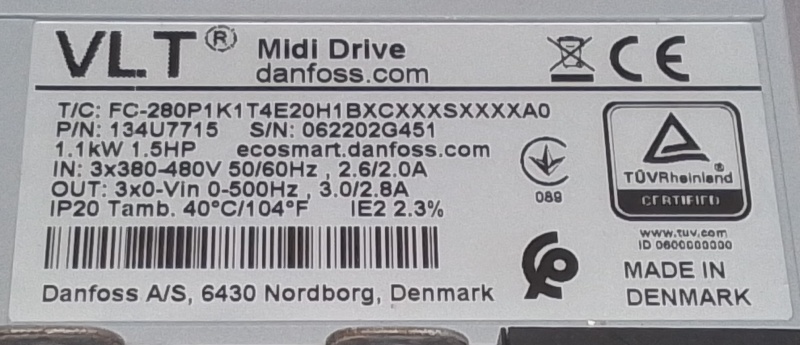 VLT® Midi Drive
danfoss.com
CE
T/C: FC-280P1K1T4E20H1BXCXXXSXXXXA0
P/N: 134U7715 S/N: 062202G451
1.1kW 1.5HP ecosmart.danfoss.com
IN: 3x380-480V 50/60Hz , 2.6/2.0A
OUT: 3x0-Vin 0-500Hz , 3.0/2.8A
IP20 Tamb. 40°C/104°F IE2 2.3%
089
TÜVRheinland®
CERTIFIED
www.tuv.com
ID 0600000000
Danfoss A/S, 6430 Nordborg, Denmark
MADE IN
DENMARK